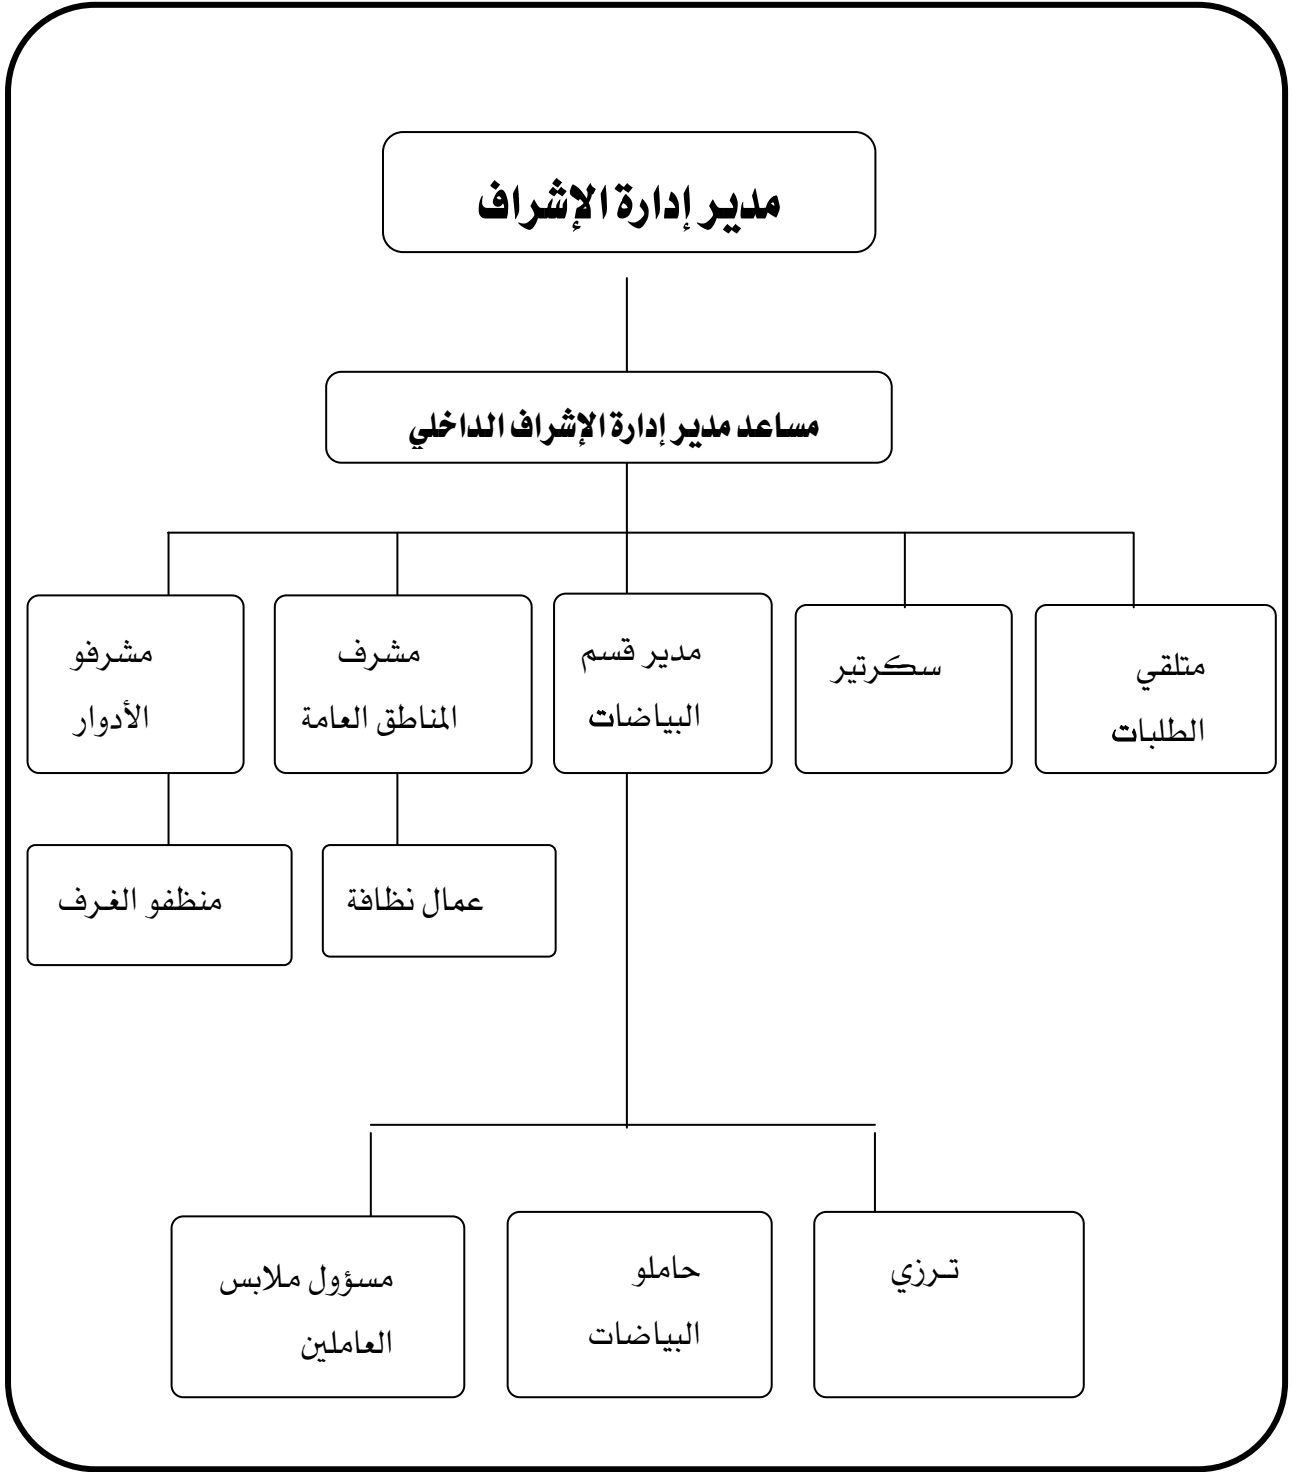 مدير إدارة الإشراف
مساعد مدير إدارة الإشراف الداخلي
متلقي
الطلبات
سكرتير
مدير قسم
البياضات
مشرف
المناطق العامة
مشرفو
الأدوار
عمال نظافة
منظفو الغرف
ترزي
حاملو
البياضات
مسؤول ملابس
العاملين